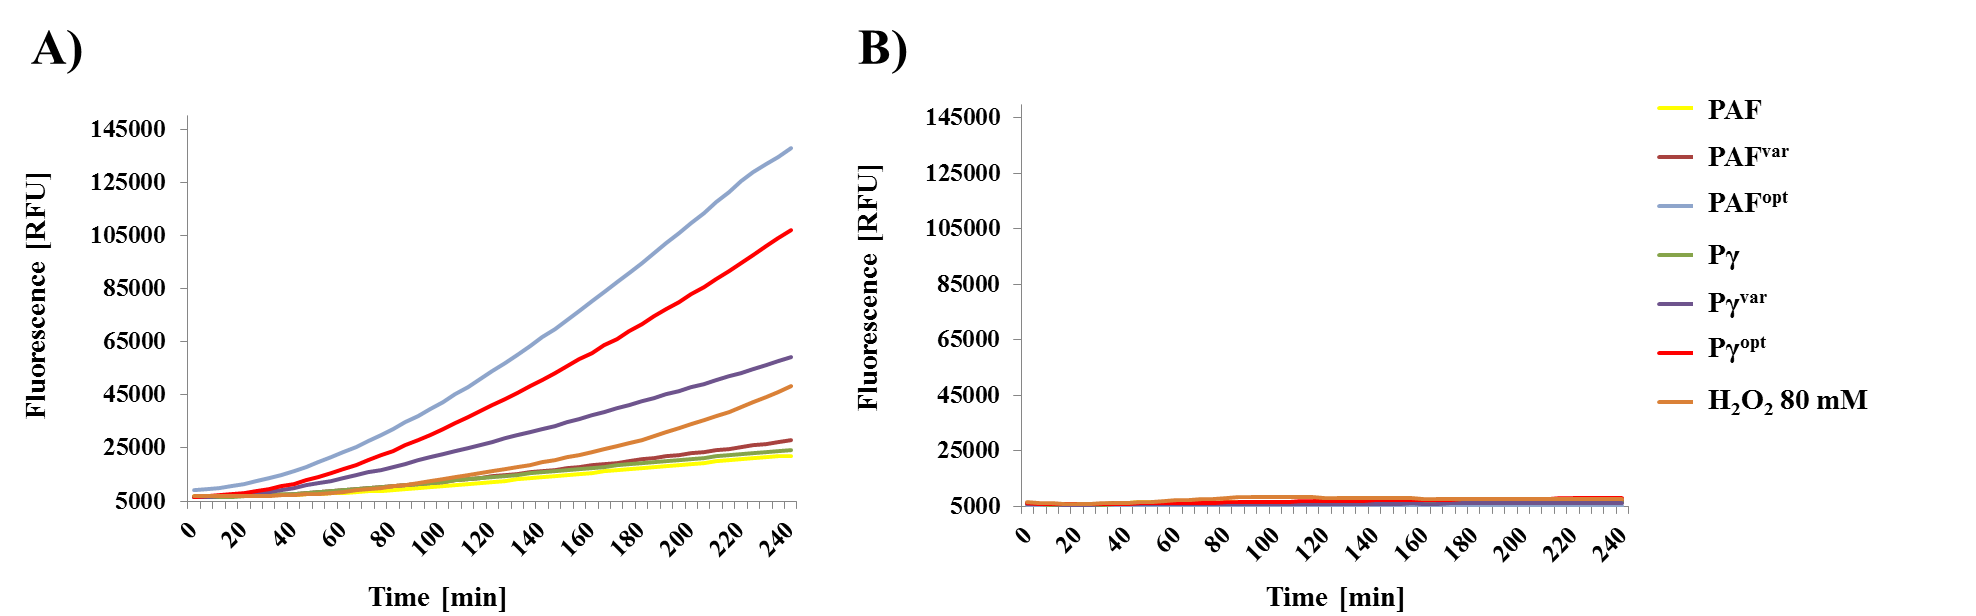 A)
Fluorescence [RFU]
145000
125000
105000
85000
65000
45000
25000
5000
0 20 40 60 80 100 120 140 160 180 200 220 240
Time [min]
B)
Fluorescence [RFU]
145000
125000
105000
85000
65000
45000
25000
5000
0 20 40 60 80 100 120 140 160 180 200 220 240
Time [min]
PAF
PAFᵛᵃʳ
PAFᵒᵖᵗ
Pγ
Pγᵛᵃʳ
Pγᵒᵖᵗ
H₂O₂ 80 mM